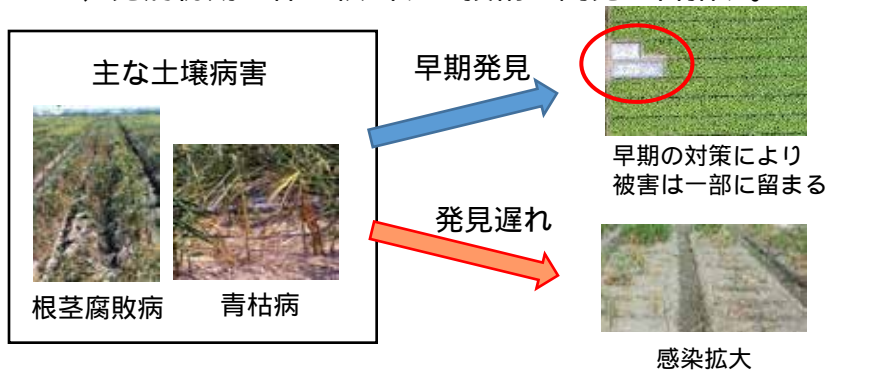 主な土壌病害
根茎腐敗病
青枯病
早期発見
早期の対策により
被害は一部に留まる
発見遅れ
感染拡大